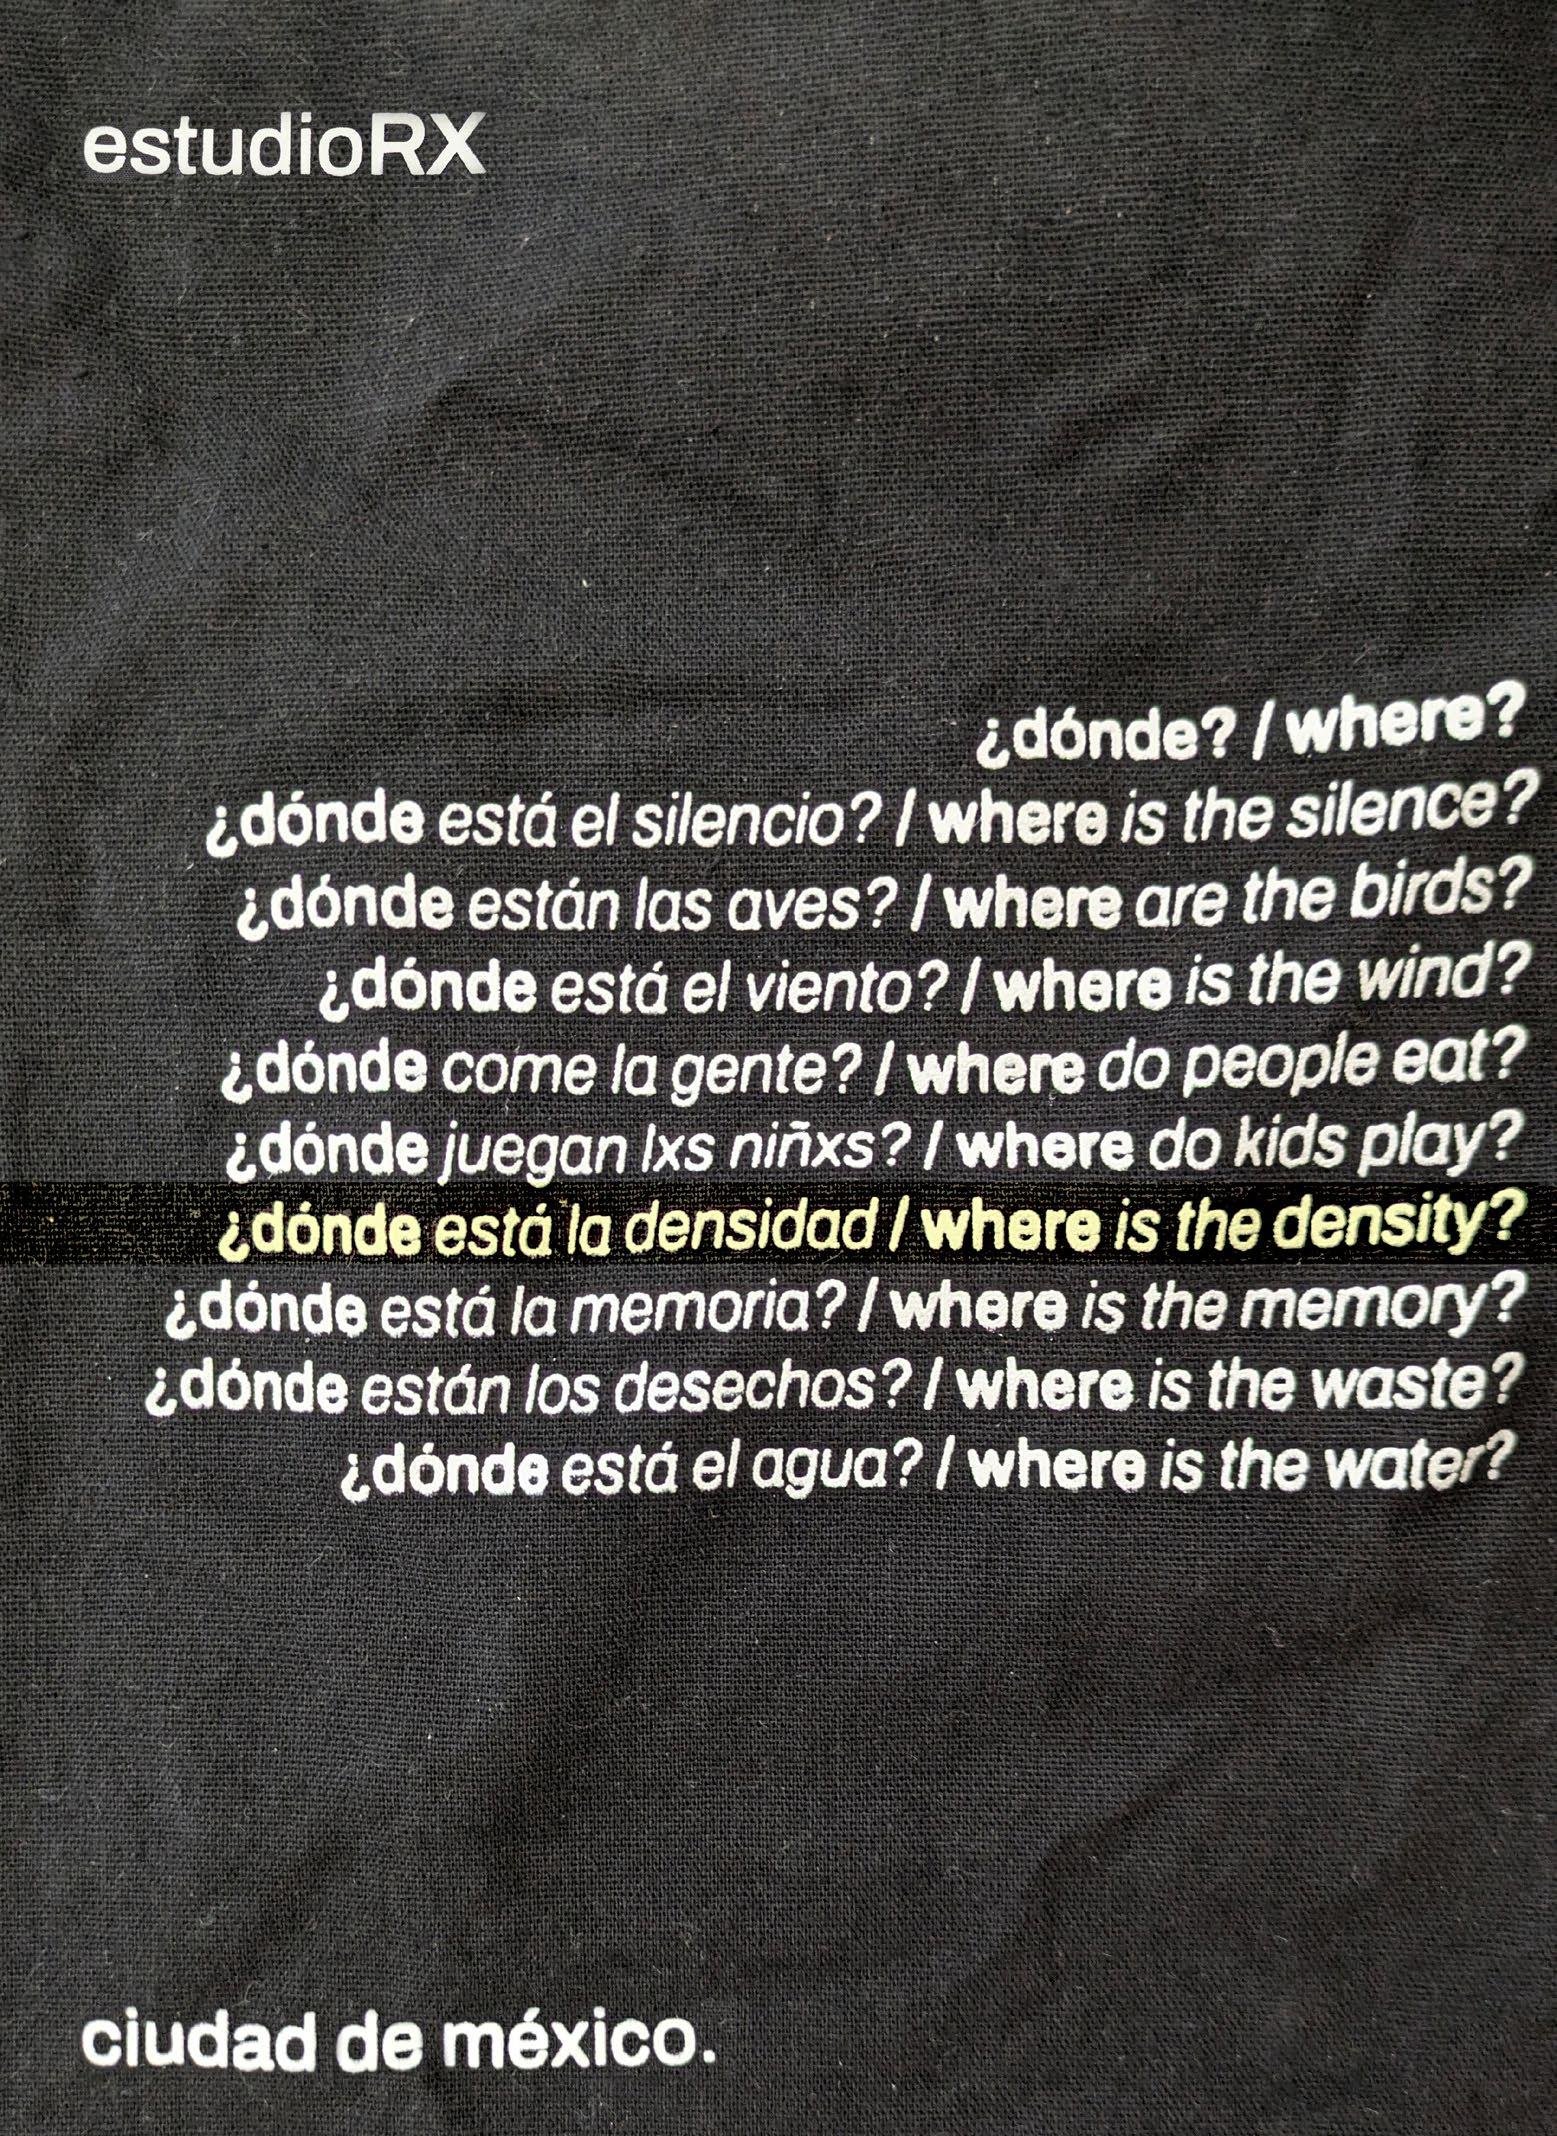 estudioRX
¿dónde? / where?
¿dónde está el silencio? / where is the silence?
¿dónde están las aves? / where are the birds?
¿dónde está el viento? / where is the wind?
¿dónde come la gente? / where do people eat?
¿dónde juegan lxs niñxs? / where do kids play?
¿dónde está la densidad / where is the density?
¿dónde está la memoria? / where is the memory?
¿dónde están los desechos? / where is the waste?
¿dónde está el agua? / where is the water?
ciudad de méxico.